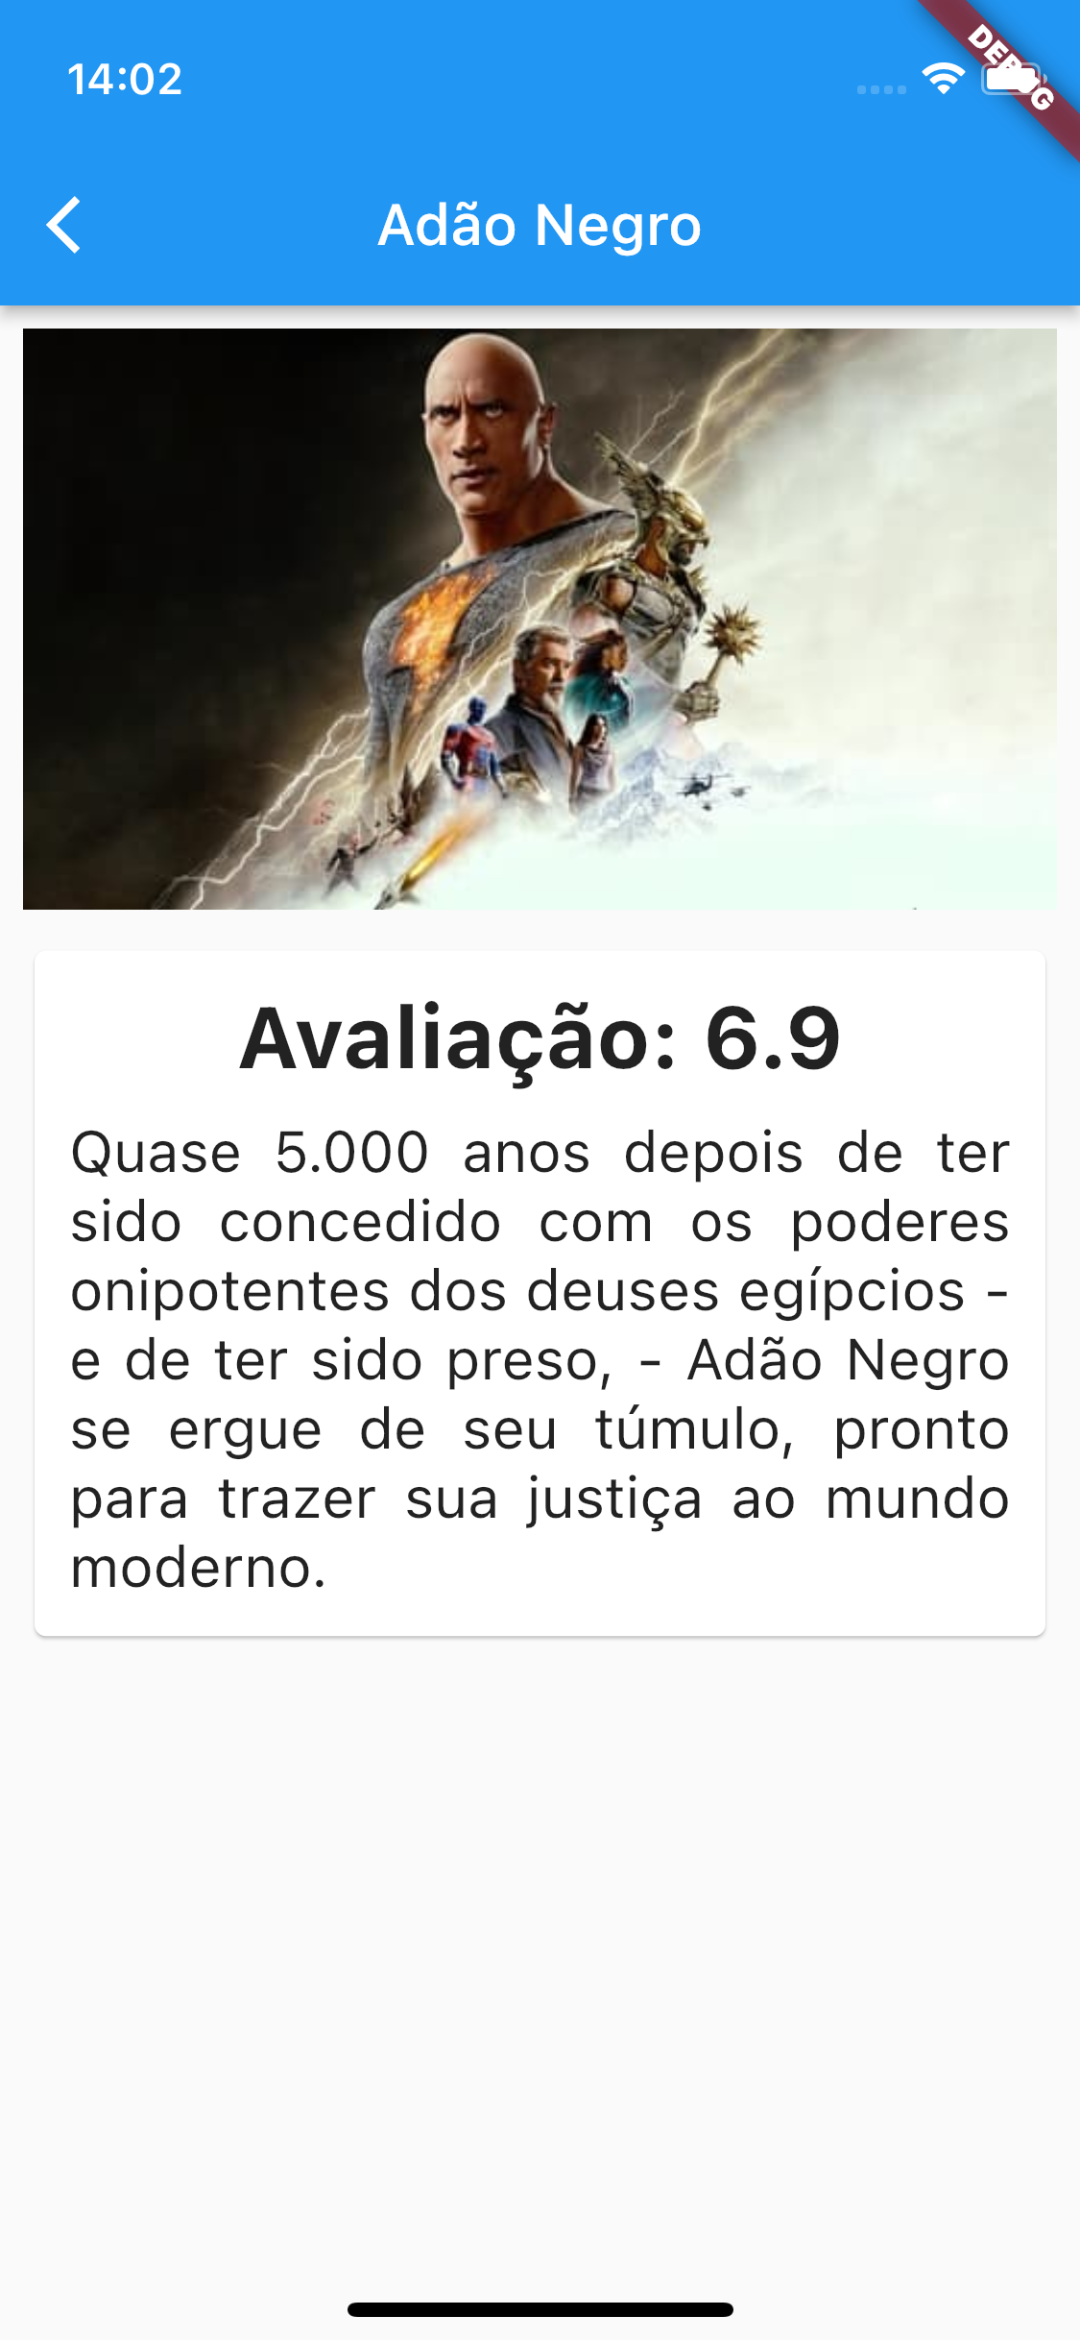 14:02
DEBUG
Adão Negro
Avaliação: 6.9
Quase 5.000 anos depois de ter
sido concedido com os poderes
onipotentes dos deuses egípcios -
e de ter sido preso, - Adão Negro
se ergue de seu túmulo, pronto
para trazer sua justiça ao mundo
moderno.